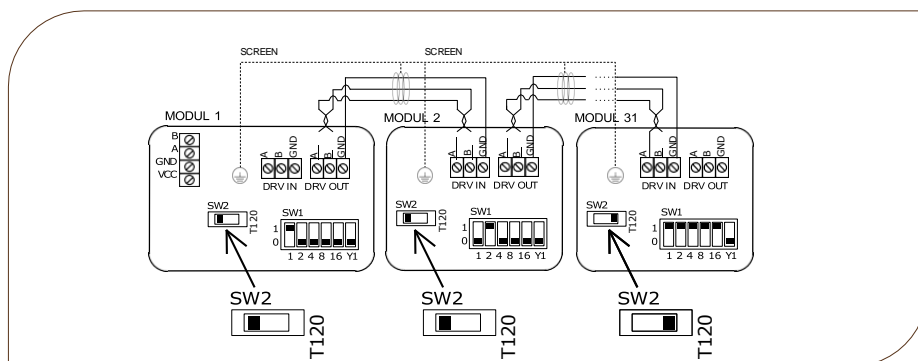 SCREEN
SCREEN
MODUL 1
B
A
GND
VCC
A
B
GND
DRV IN
A
B
GND
DRV OUT
SW2
T120
SW1
1
0
1 2 4 8 16 Y1
SW2
T120
MODUL 2
A
B
GND
DRV IN
A
B
GND
DRV OUT
SW2
T120
SW1
1
0
1 2 4 8 16 Y1
SW2
T120
MODUL 31
A
B
GND
DRV IN
A
B
GND
DRV OUT
SW2
T120
SW1
1
0
1 2 4 8 16 Y1
SW2
T120